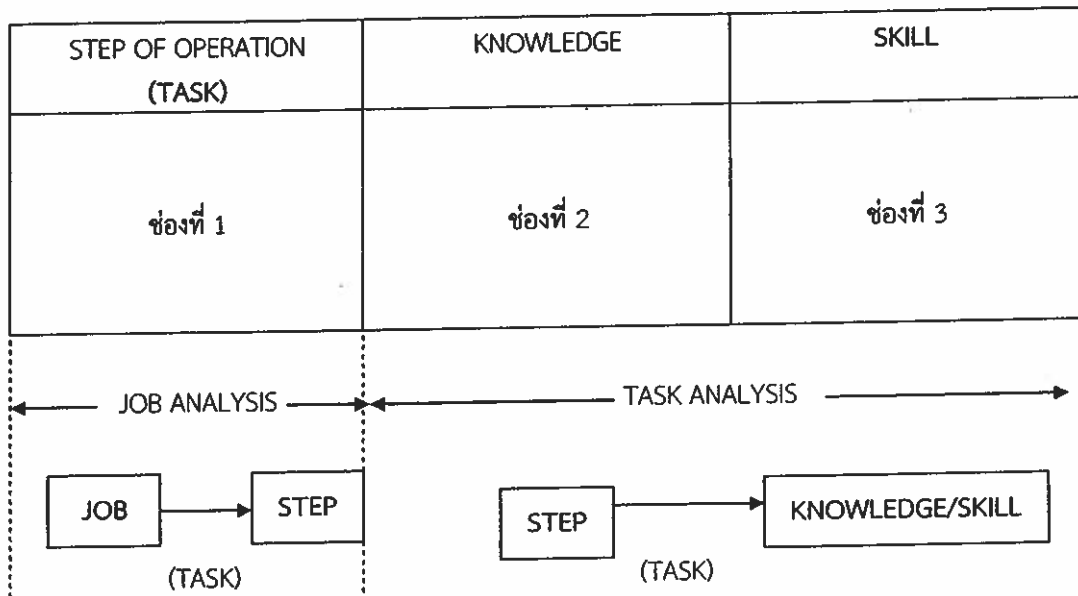 STEP OF OPERATION
(TASK)
KNOWLEDGE
SKILL
ช่องที่ 1
ช่องที่ 2
ช่องที่ 3
JOB ANALYSIS
TASK ANALYSIS
JOB
STEP
STEP
KNOWLEDGE/SKILL
(TASK)
(TASK)